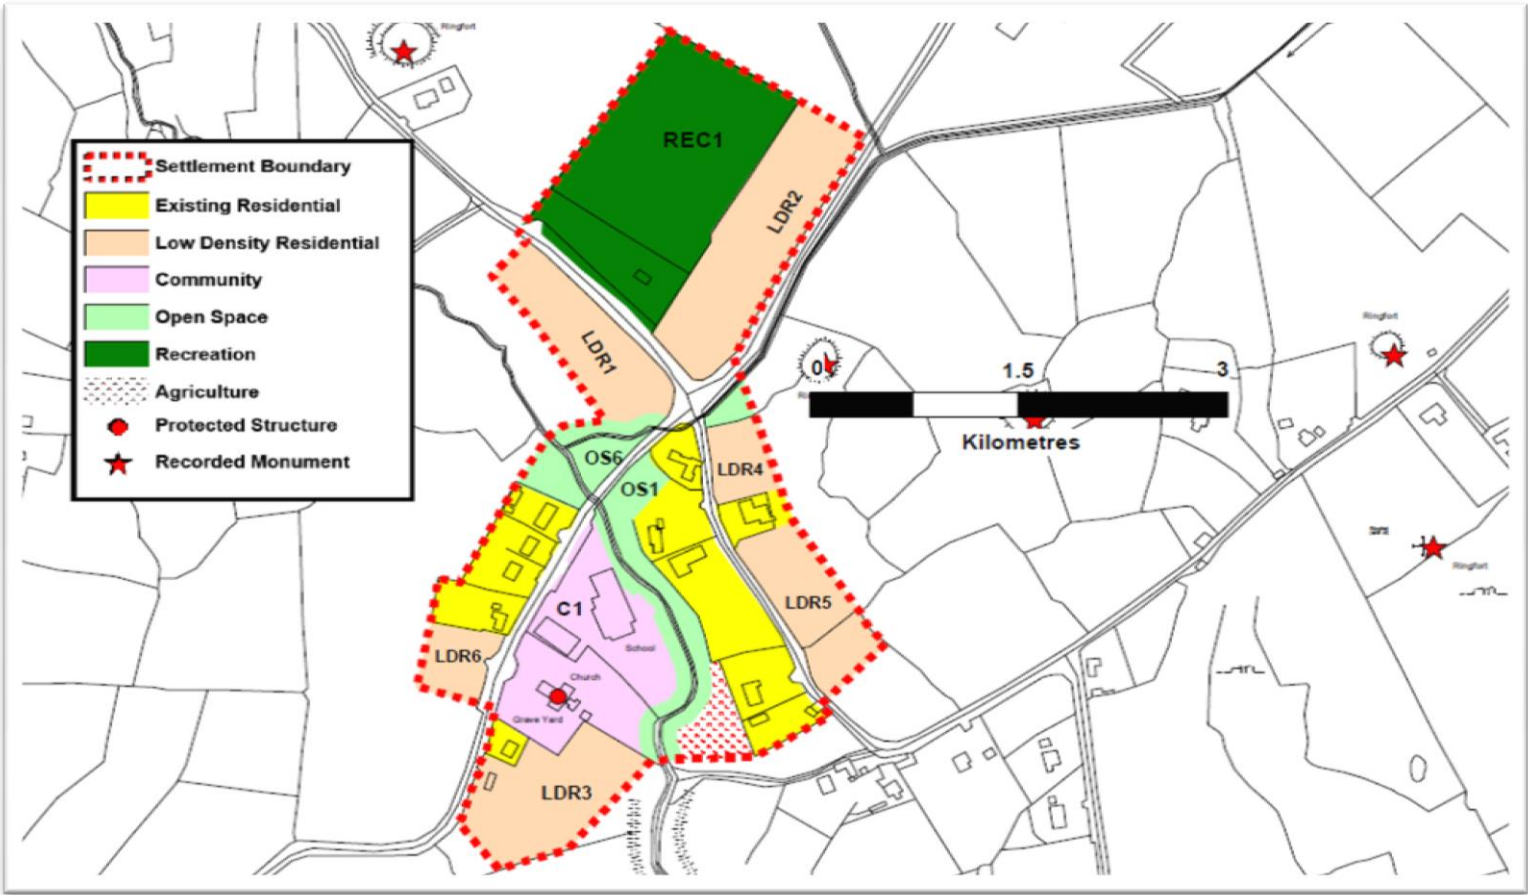 Ringfort
REC1
Settlement Boundary
Existing Residential
Low Density Residential
Community
Open Space
Recreation
Agriculture
Protected Structure
Recorded Monument
LDR2
LDR1
Ringfort
0
1.5
3
Kilometres
OS6
LDR4
OS1
Ringfort
LDR5
C1
School
LDR6
Church
Grave Yard
LDR3